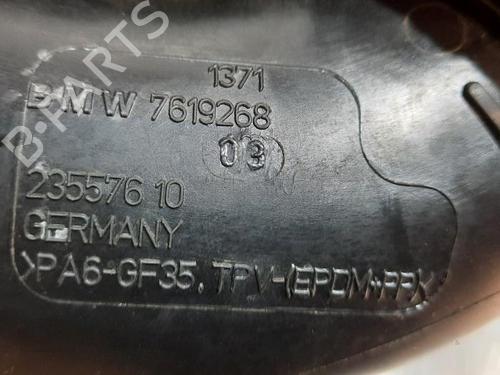 B-PARTS
1371
BMW 7619268
03
235576 10
GERMANY
>PA6-GF35, TPV-(EPDM+PP)<